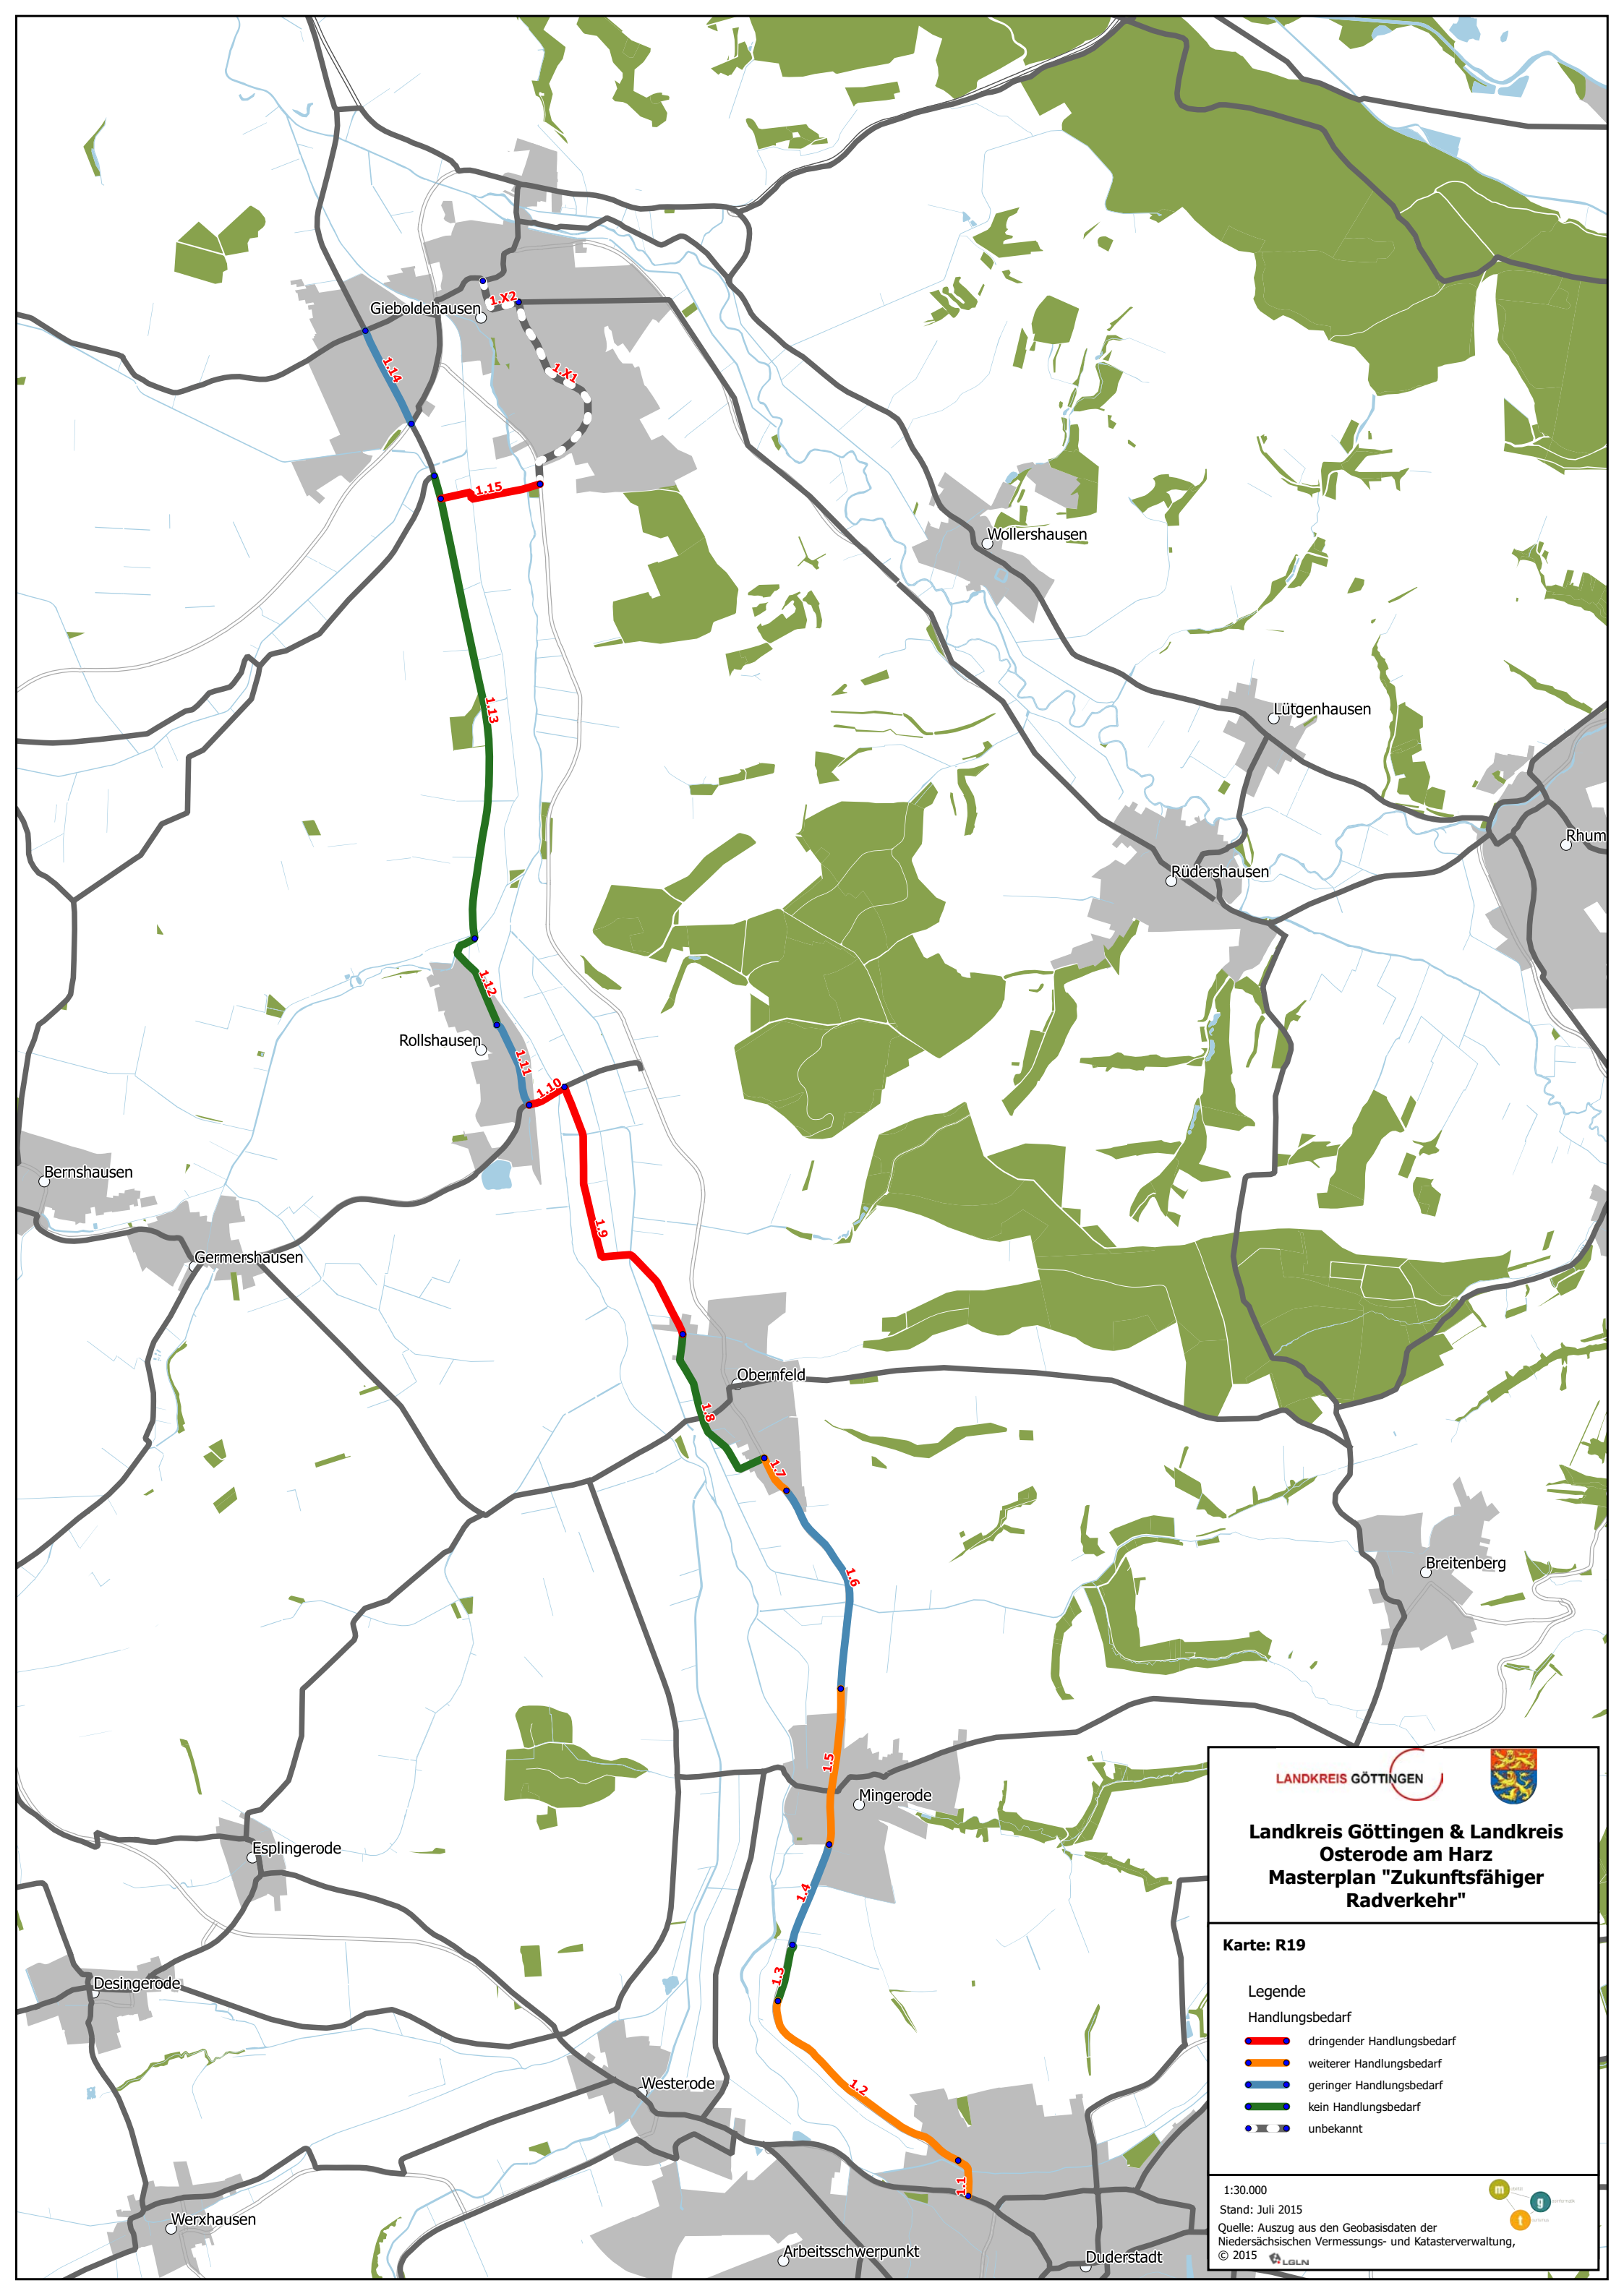 Gieboldehausen
1.X2
1.X1
1.14
1.15
Wollershausen
1.13
Lütgenhausen
Rhum
Rüdershausen
1.12
Rollshausen
1.11
1.10
Bernshausen
1.9
Germershausen
Obernfeld
1.8
1.7
1.6
Breitenberg
1.5
Mingerode
Esplingerode
1.4
1.3
Desingerode
1.2
Westerode
1.1
Werxhausen
Arbeitsschwerpunkt
Duderstadt
LANDKREIS GÖTTINGEN
Landkreis Göttingen & Landkreis
Osterode am Harz
Masterplan "Zukunftsfähiger
Radverkehr"
Karte: R19
Legende
Handlungsbedarf
dringender Handlungsbedarf
weiterer Handlungsbedarf
geringer Handlungsbedarf
kein Handlungsbedarf
unbekannt
1:30.000
Stand: Juli 2015
Quelle: Auszug aus den Geobasisdaten der
Niedersächsischen Vermessungs- und Katasterverwaltung,
© 2015 LGLN
m
g
t